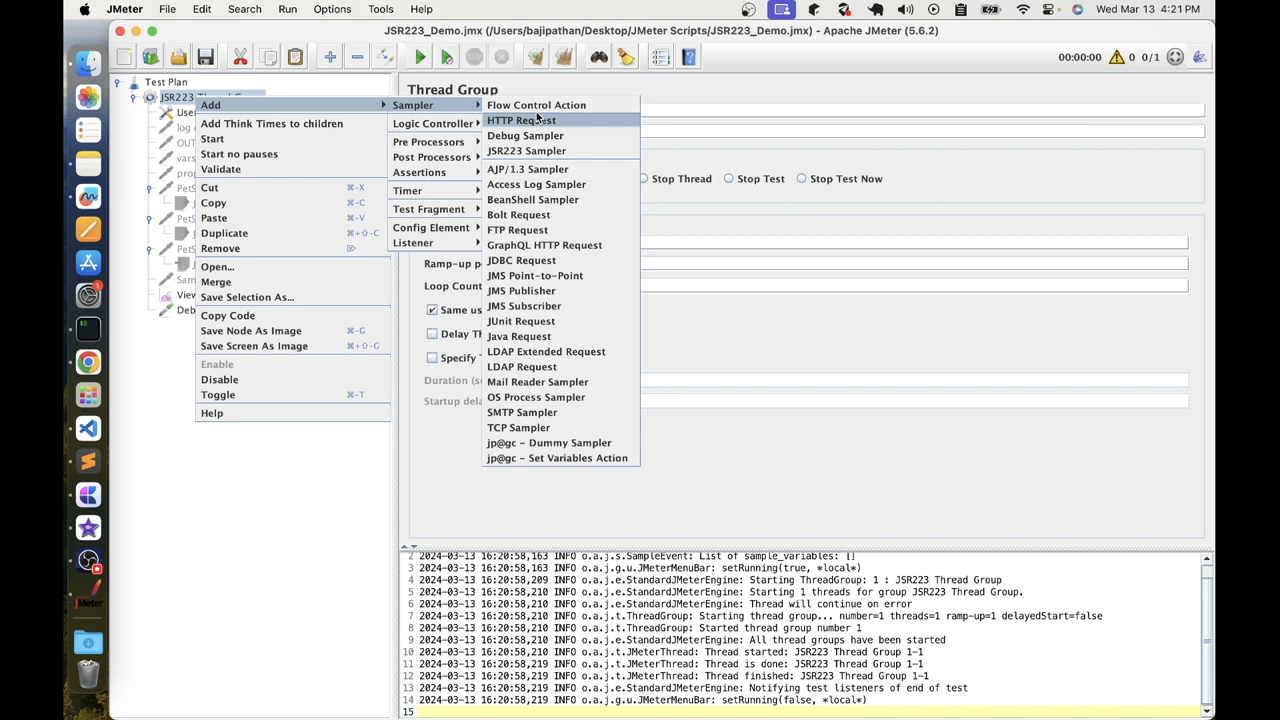 JMeter File Edit Search Run Options Tools Help Wed Mar 13 4:21 PM
JSR223_Demo.jmx (/Users/bajipathan/Desktop/JMeter Scripts/JSR223_Demo.jmx) - Apache JMeter (5.6.2)
00:00:00 0 0/1
Test Plan
JSR223
User
log
OUT
vars
prop
PetS
J
PetS
J
PetS
J
Sam
View
Deb
Add
Add Think Times to children
Start
Start no pauses
Validate
Cut ⌘-X
Copy ⌘-C
Paste ⌘-V
Duplicate ⌘+⇧-C
Remove ⌦
Open...
Merge
Save Selection As...
Copy Code
Save Node As Image ⌘-G
Save Screen As Image ⌘+⇧-G
Enable
Disable
Toggle ⌘-T
Help
Sampler
Logic Controller
Pre Processors
Post Processors
Assertions
Timer
Test Fragment
Config Element
Listener
Flow Control Action
HTTP Request
Debug Sampler
JSR223 Sampler
AJP/1.3 Sampler
Access Log Sampler
BeanShell Sampler
Bolt Request
FTP Request
GraphQL HTTP Request
JDBC Request
JMS Point-to-Point
JMS Publisher
JMS Subscriber
JUnit Request
Java Request
LDAP Extended Request
LDAP Request
Mail Reader Sampler
OS Process Sampler
SMTP Sampler
TCP Sampler
jp@gc - Dummy Sampler
jp@gc - Set Variables Action
Thread Group
Stop Thread Stop Test Stop Test Now
Ramp-up pe
Loop Count
Same us
Delay Th
Specify
Duration (se
Startup dela
2 2024-03-13 16:20:58,163 INFO o.a.j.s.SampleEvent: List of sample_variables: []
3 2024-03-13 16:20:58,163 INFO o.a.j.g.u.JMeterMenuBar: setRunning(true, *local*)
4 2024-03-13 16:20:58,209 INFO o.a.j.e.StandardJMeterEngine: Starting ThreadGroup: 1 : JSR223 Thread Group
5 2024-03-13 16:20:58,210 INFO o.a.j.e.StandardJMeterEngine: Starting 1 threads for group JSR223 Thread Group.
6 2024-03-13 16:20:58,210 INFO o.a.j.e.StandardJMeterEngine: Thread will continue on error
7 2024-03-13 16:20:58,210 INFO o.a.j.t.ThreadGroup: Starting thread group... number=1 threads=1 ramp-up=1 delayedStart=false
8 2024-03-13 16:20:58,210 INFO o.a.j.t.ThreadGroup: Started thread group number 1
9 2024-03-13 16:20:58,210 INFO o.a.j.e.StandardJMeterEngine: All thread groups have been started
10 2024-03-13 16:20:58,210 INFO o.a.j.t.JMeterThread: Thread started: JSR223 Thread Group 1-1
11 2024-03-13 16:20:58,219 INFO o.a.j.t.JMeterThread: Thread is done: JSR223 Thread Group 1-1
12 2024-03-13 16:20:58,219 INFO o.a.j.t.JMeterThread: Thread finished: JSR223 Thread Group 1-1
13 2024-03-13 16:20:58,219 INFO o.a.j.e.StandardJMeterEngine: Notifying test listeners of end of test
14 2024-03-13 16:20:58,219 INFO o.a.j.g.u.JMeterMenuBar: setRunning(false, *local*)
15
JMeter